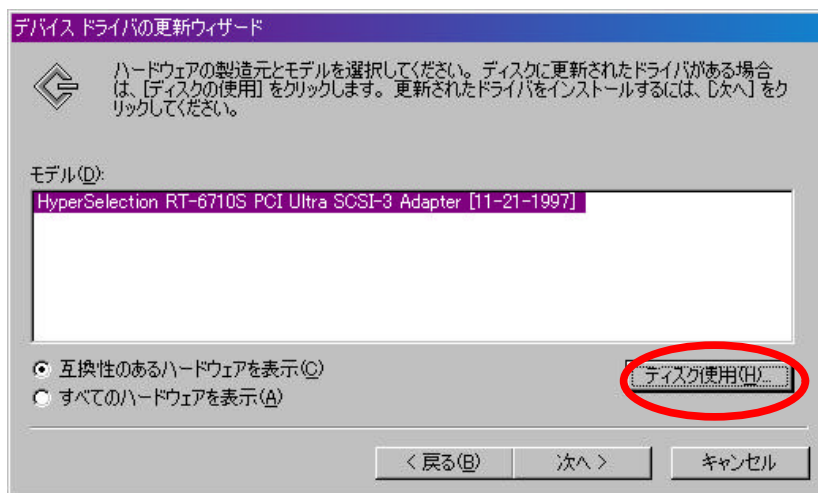 デバイス ドライバの更新ウィザード
ハードウェアの製造元とモデルを選択してください。ディスクに更新されたドライバがある場合
は、[ディスクの使用] をクリックします。更新されたドライバをインストールするには、[次へ] をク
リックしてください。
モデル(D):
HyperSelection RT-6710S PCI Ultra SCSI-3 Adapter [11-21-1997]
互換性のあるハードウェアを表示(C)
ディスク使用(H)...
すべてのハードウェアを表示(A)
< 戻る(B)
次へ >
キャンセル